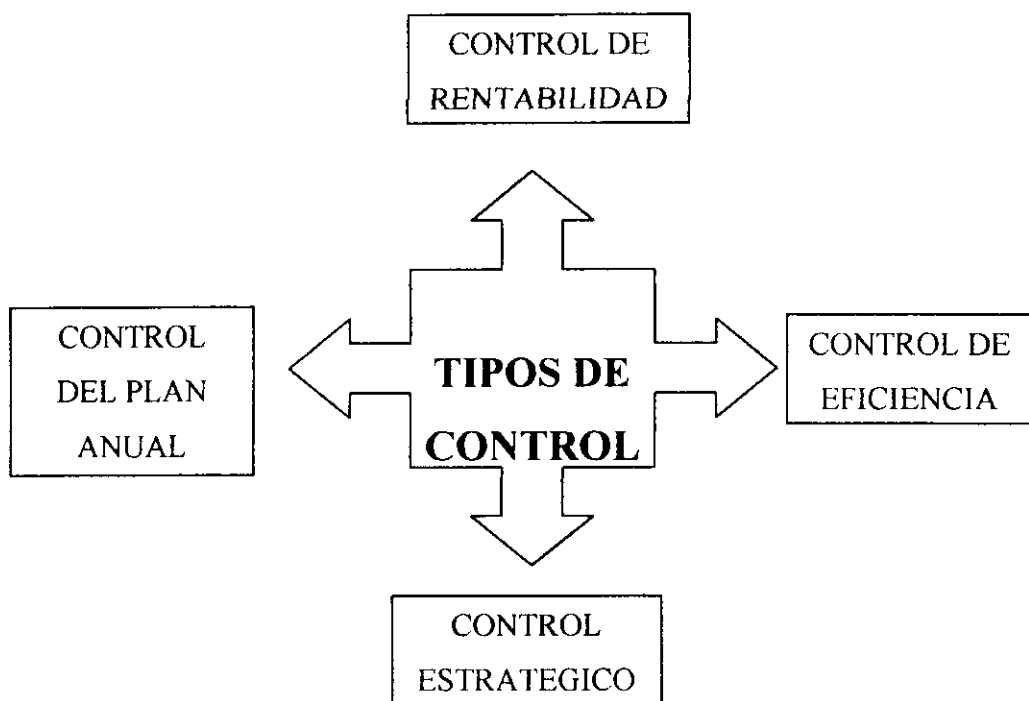 CONTROL DE
RENTABILIDAD
CONTROL
DEL PLAN
ANUAL
TIPOS DE
CONTROL
CONTROL DE
EFICIENCIA
CONTROL
ESTRATEGICO